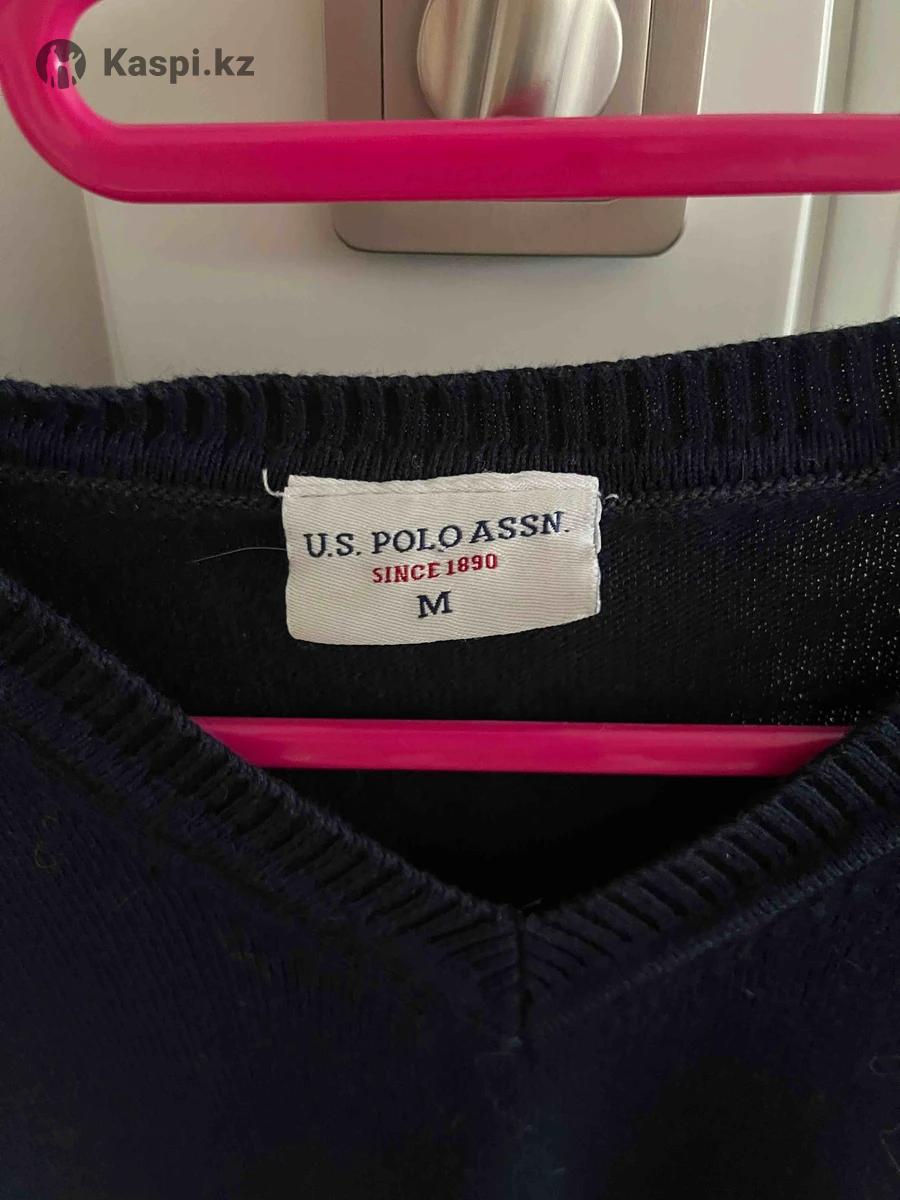 Kaspi.kz
U.S. POLO ASSN.
SINCE 1890
M